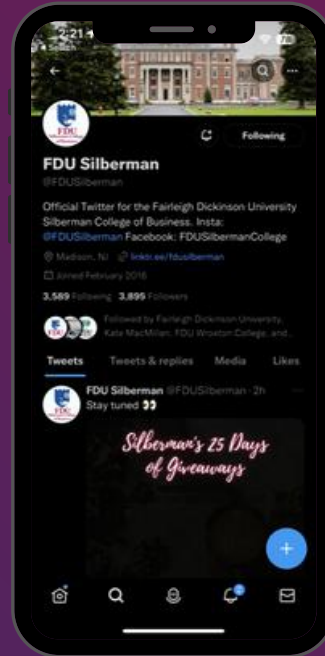 2:21
Search
FDU
Following
FDU Silberman
@FDUSilberman
Official Twitter for the Fairleigh Dickinson University
Silberman College of Business. Insta:
@FDUSilberman Facebook: FDUSilbermanCollege
Madison, NJ linktr.ee/fdusilberman
Joined February 2016
3,589 Following 3,895 Followers
Followed by Fairleigh Dickinson University,
Kate MacMillan, FDU Wroxton College, and
Tweets Tweets & replies Media Likes
FDU Silberman @FDUSilberman · 2h
FDU
Stay tuned 👀
Silberman's 25 Days
of Giveaways